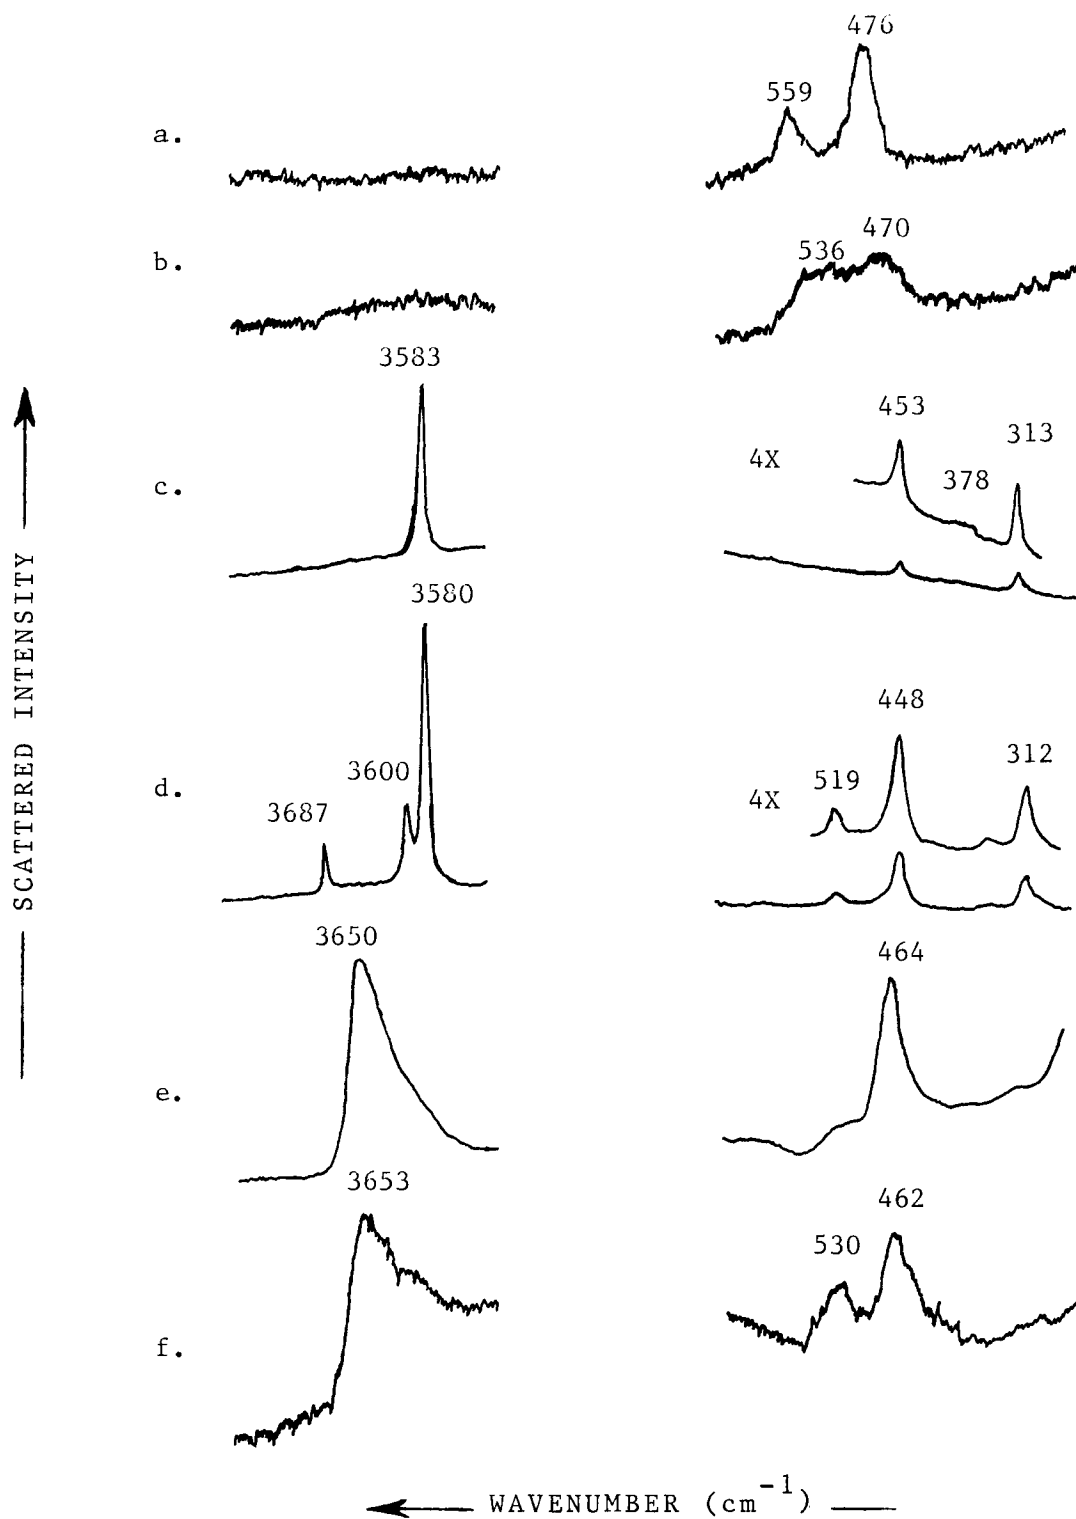 476
559
a.
470
536
b.
3583
453
313
4X
378
c.
3580
448
3600
519
312
4X
3687
d.
3650
464
e.
3653
462
530
f.
SCATTERED INTENSITY
WAVENUMBER (cm⁻¹)